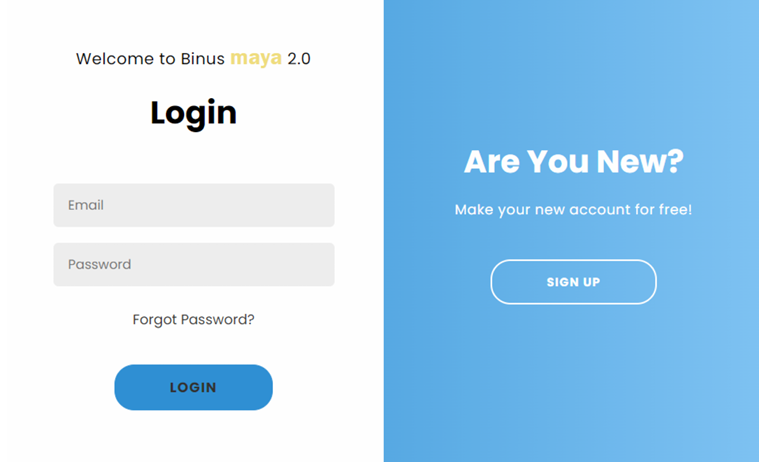 Welcome to Binus maya 2.0
Login
Email
Password
Forgot Password?
LOGIN
Are You New?
Make your new account for free!
SIGN UP